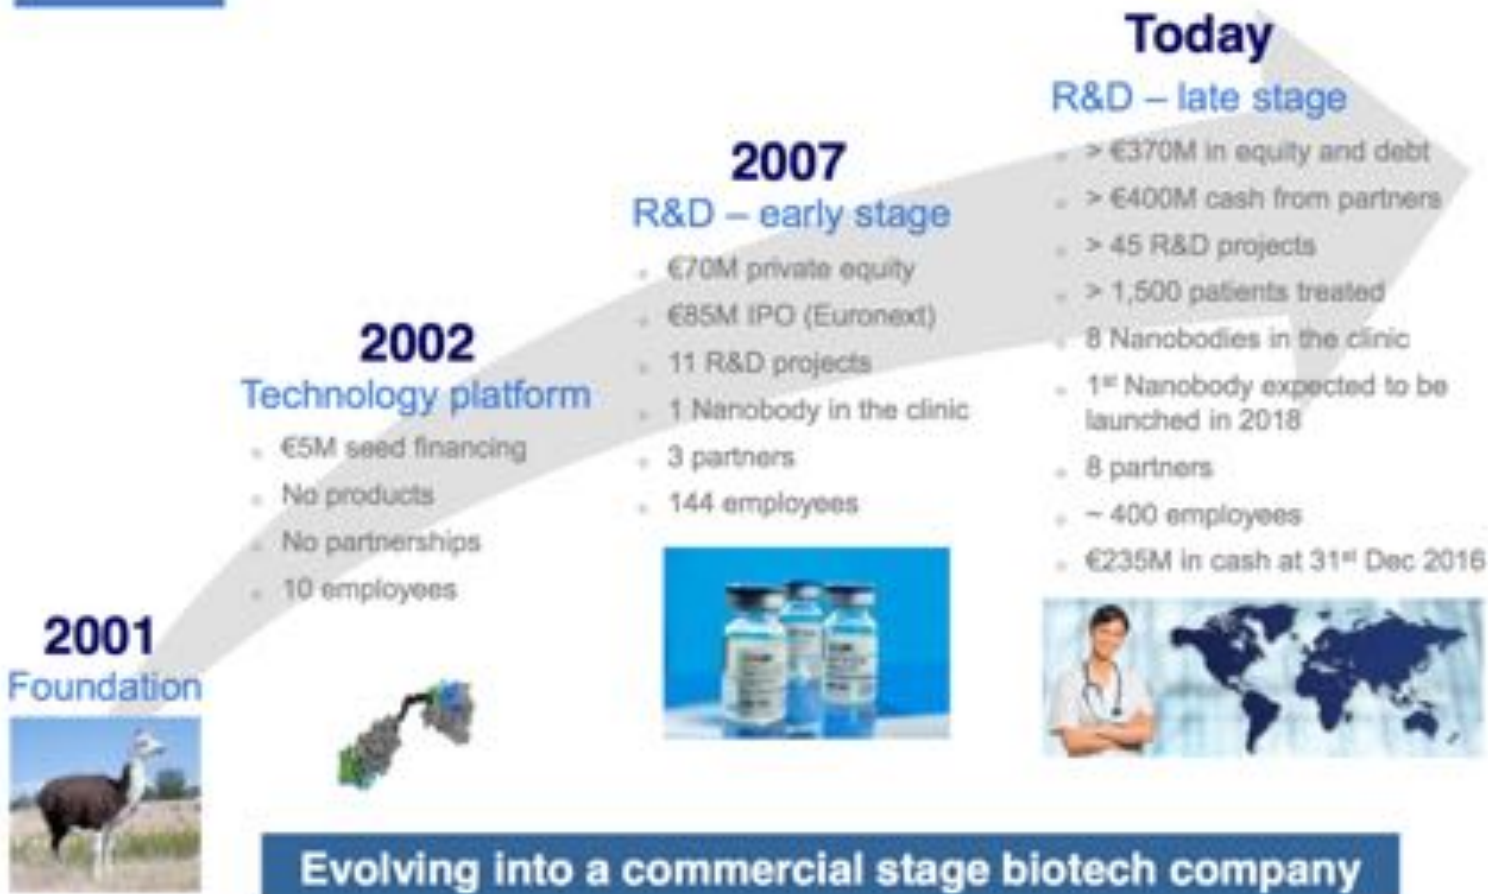 2001
Foundation
2002
Technology platform
€5M seed financing
No products
No partnerships
10 employees
2007
R&D – early stage
€70M private equity
€85M IPO (Euronext)
11 R&D projects
1 Nanobody in the clinic
3 partners
144 employees
Today
R&D – late stage
> €370M in equity and debt
> €400M cash from partners
> 45 R&D projects
> 1,500 patients treated
8 Nanobodies in the clinic
1st Nanobody expected to be
launched in 2018
8 partners
~ 400 employees
€235M in cash at 31st Dec 2016
Evolving into a commercial stage biotech company